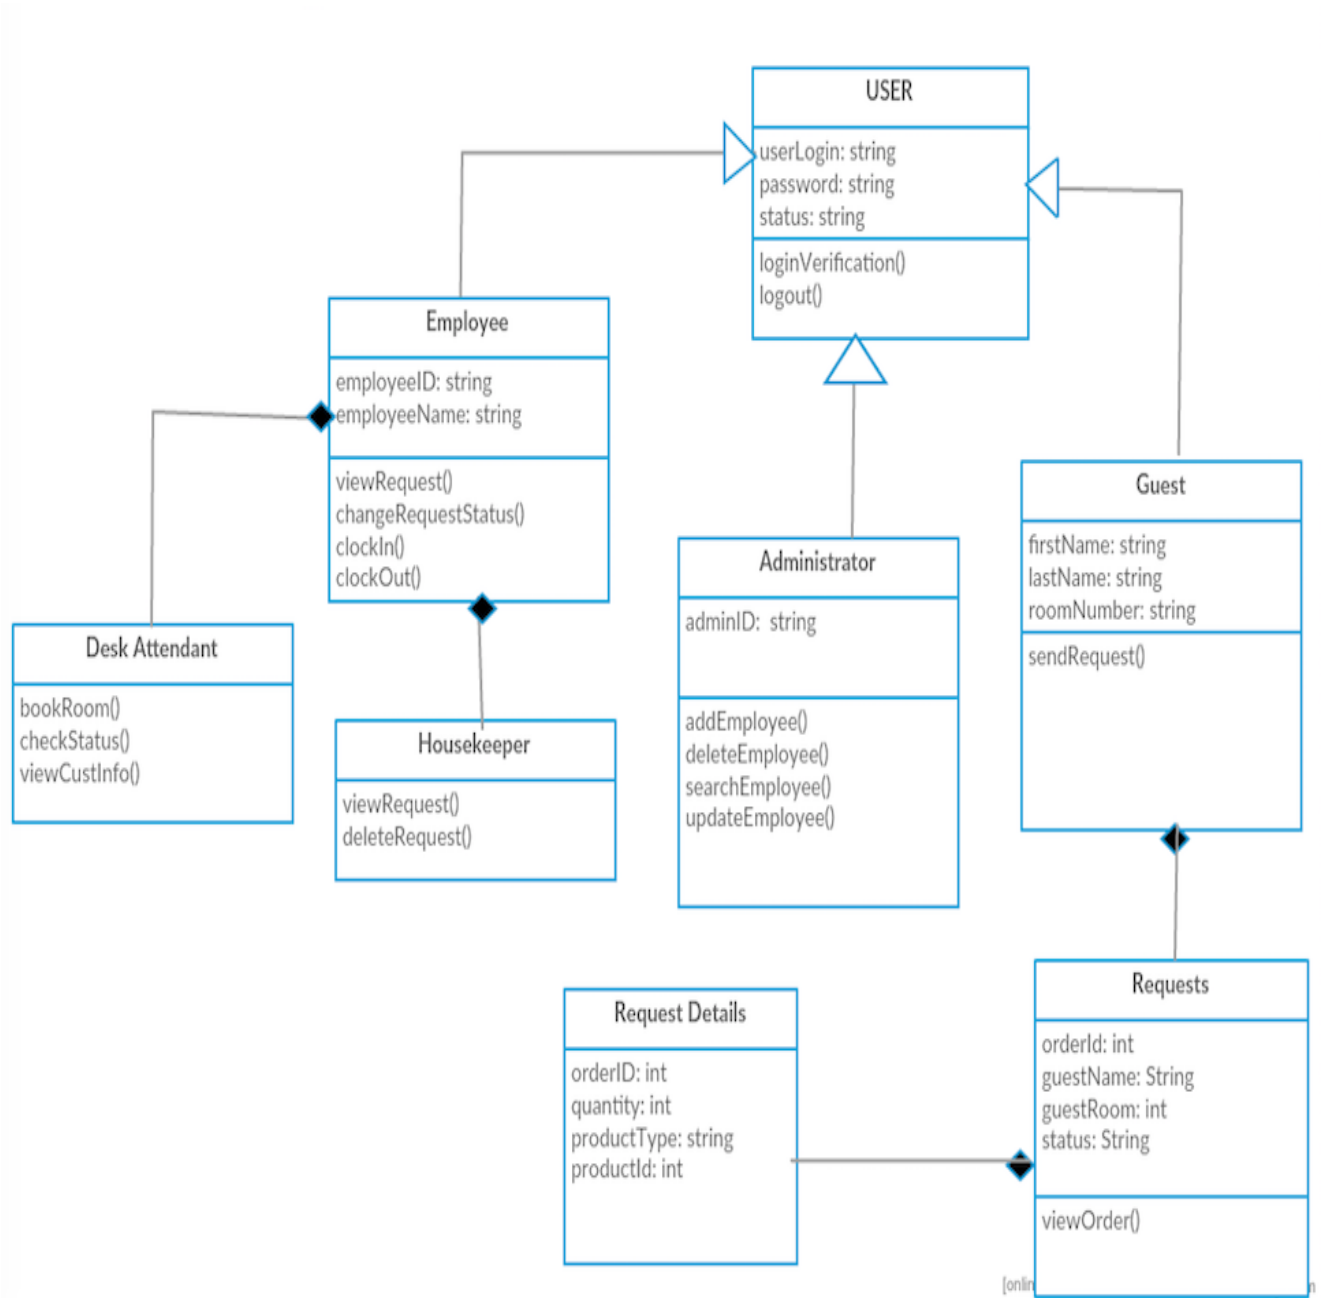 USER
userLogin: string
password: string
status: string
loginVerification()
logout()
Employee
employeeID: string
employeeName: string
viewRequest()
changeRequestStatus()
clockIn()
clockOut()
Guest
firstName: string
lastName: string
roomNumber: string
sendRequest()
Administrator
adminID:  string
addEmployee()
deleteEmployee()
searchEmployee()
updateEmployee()
Desk Attendant
bookRoom()
checkStatus()
viewCustInfo()
Housekeeper
viewRequest()
deleteRequest()
Requests
orderId: int
guestName: String
guestRoom: int
status: String
viewOrder()
Request Details
orderID: int
quantity: int
productType: string
productId: int